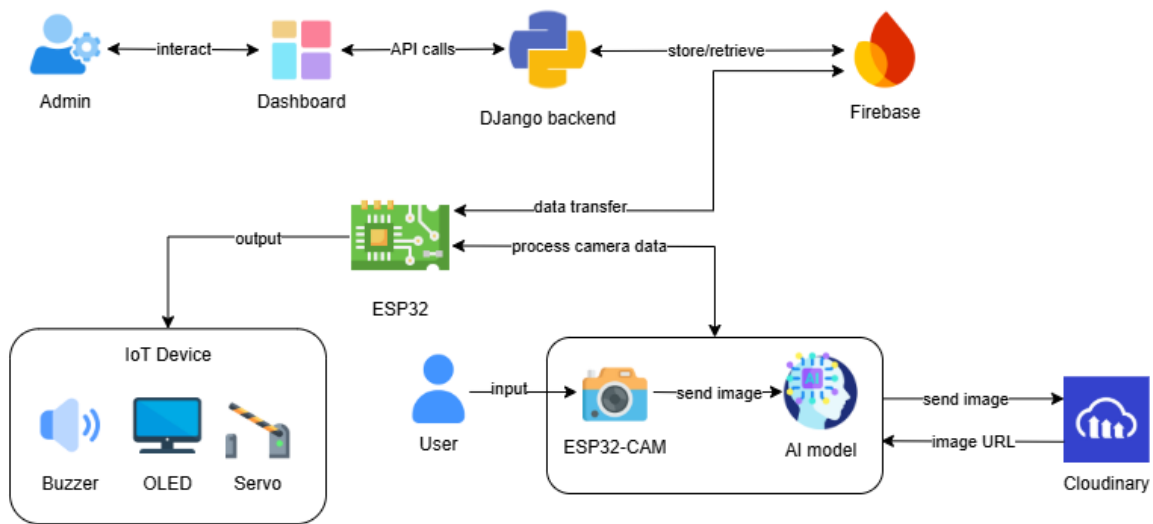 interact
API calls
store/retrieve
Admin
Dashboard
DJango backend
Firebase
data transfer
output
process camera data
ESP32
IoT Device
AI
input
send image
send image
User
ESP32-CAM
AI model
image URL
Buzzer
OLED
Servo
Cloudinary